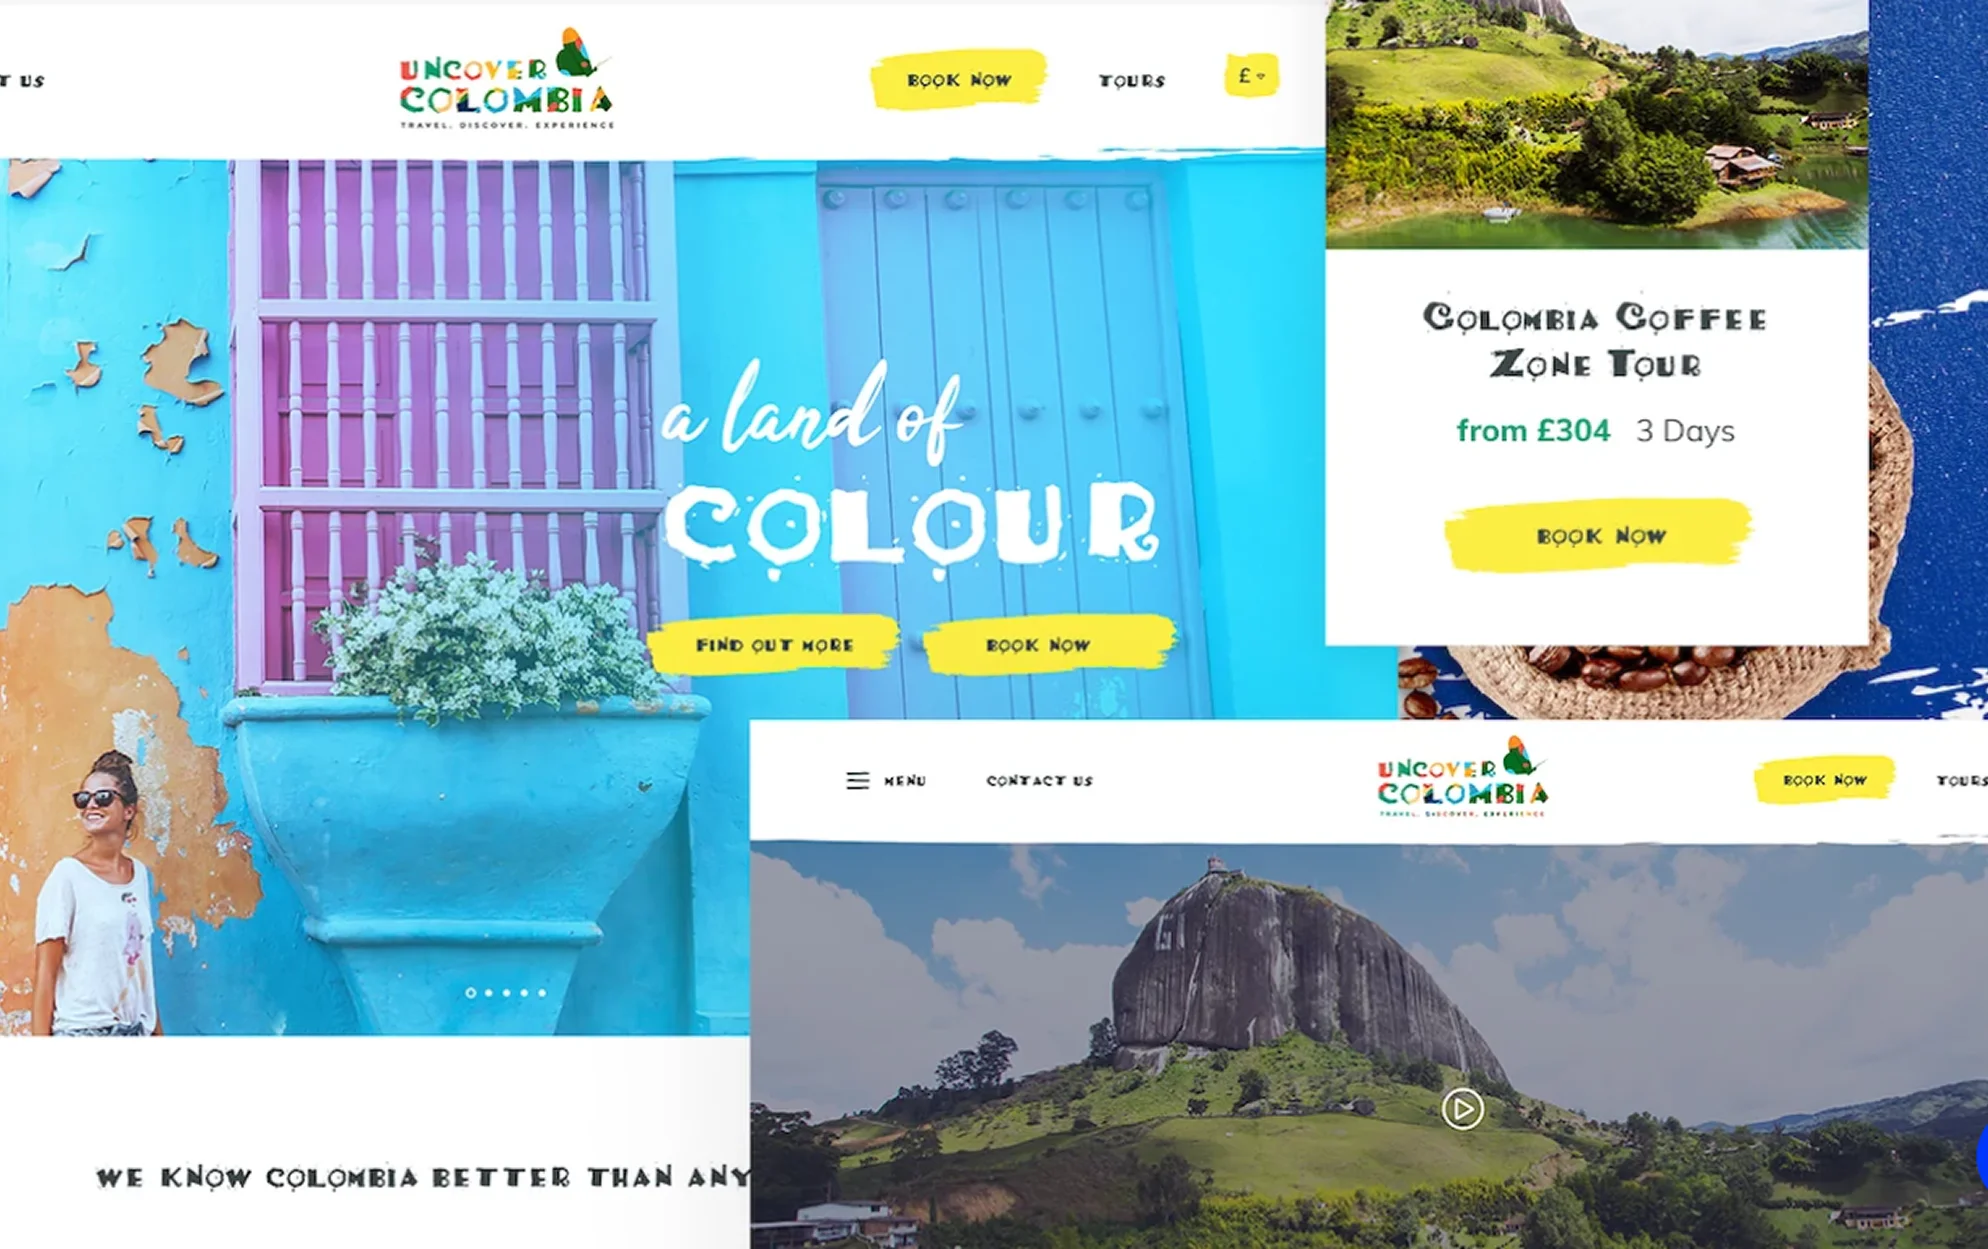 T US
UNCOVER
COLOMBIA
TRAVEL. DISCOVER. EXPERIENCE
BOOK NOW
TOURS
£
a land of
COLOUR
FIND OUT MORE
BOOK NOW
WE KNOW COLOMBIA BETTER THAN ANY
COLOMBIA COFFEE
ZONE TOUR
from £304 3 Days
BOOK NOW
MENU
CONTACT US
UNCOVER
COLOMBIA
TRAVEL. DISCOVER. EXPERIENCE
BOOK NOW
TOURS